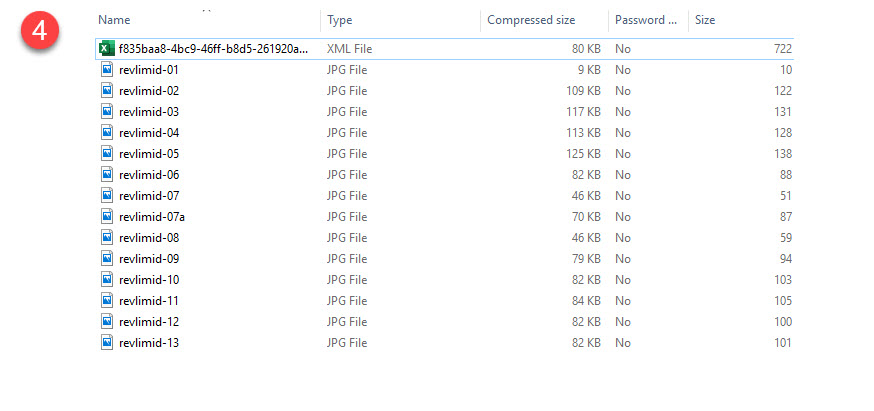 4
Name Type Compressed size Password ... Size
f835baa8-4bc9-46ff-b8d5-261920a... XML File 80 KB No 722
revlimid-01 JPG File 9 KB No 10
revlimid-02 JPG File 109 KB No 122
revlimid-03 JPG File 117 KB No 131
revlimid-04 JPG File 113 KB No 128
revlimid-05 JPG File 125 KB No 138
revlimid-06 JPG File 82 KB No 88
revlimid-07 JPG File 46 KB No 51
revlimid-07a JPG File 70 KB No 87
revlimid-08 JPG File 46 KB No 59
revlimid-09 JPG File 79 KB No 94
revlimid-10 JPG File 82 KB No 103
revlimid-11 JPG File 84 KB No 105
revlimid-12 JPG File 82 KB No 100
revlimid-13 JPG File 82 KB No 101